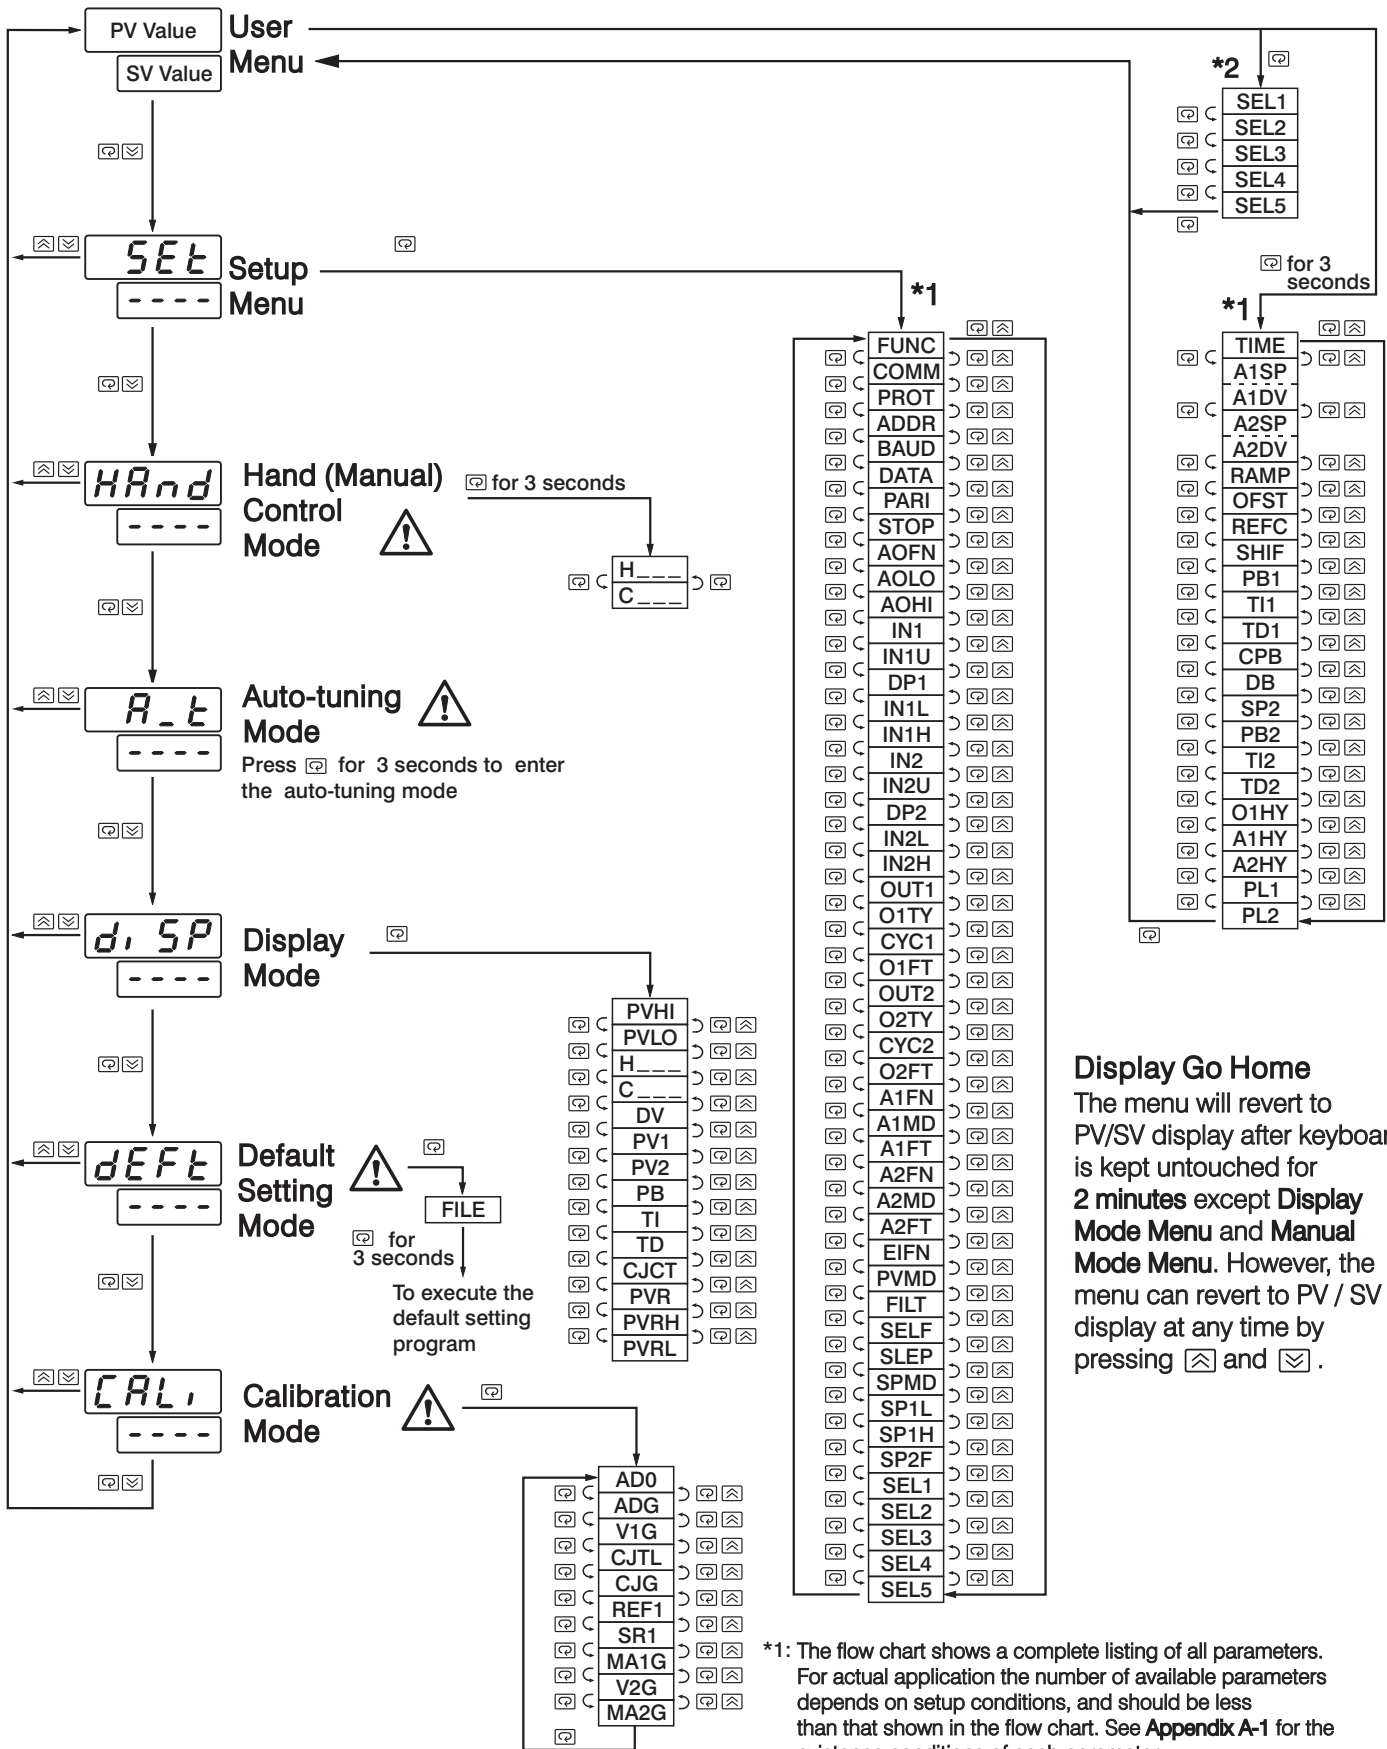 PV Value
SV Value
User
Menu
*2
SEL1
SEL2
SEL3
SEL4
SEL5
for 3
seconds
SEt
- - - -
Setup
Menu
*1
*1
HAnd
- - - -
Hand (Manual)
Control
Mode
for 3 seconds
H_ _ _
C_ _ _
A_t
- - - -
Auto-tuning
Mode
Press for 3 seconds to enter
the auto-tuning mode
di SP
- - - -
Display
Mode
PVHI
PVLO
H_ _ _
C_ _ _
DV
PV1
PV2
PB
TI
TD
CJCT
PVR
PVRH
PVRL
dEFt
- - - -
Default
Setting
Mode
FILE
for
3 seconds
To execute the
default setting
program
CALi
- - - -
Calibration
Mode
AD0
ADG
V1G
CJTL
CJG
REF1
SR1
MA1G
V2G
MA2G
FUNC
COMM
PROT
ADDR
BAUD
DATA
PARI
STOP
AOFN
AOLO
AOHI
IN1
IN1U
DP1
IN1L
IN1H
IN2
IN2U
DP2
IN2L
IN2H
OUT1
O1TY
CYC1
O1FT
OUT2
O2TY
CYC2
O2FT
A1FN
A1MD
A1FT
A2FN
A2MD
A2FT
EIFN
PVMD
FILT
SELF
SLEP
SPMD
SP1L
SP1H
SP2F
SEL1
SEL2
SEL3
SEL4
SEL5
TIME
A1SP
A1DV
A2SP
A2DV
RAMP
OFST
REFC
SHIF
PB1
TI1
TD1
CPB
DB
SP2
PB2
TI2
TD2
O1HY
A1HY
A2HY
PL1
PL2
Display Go Home
The menu will revert to
PV/SV display after keyboar
is kept untouched for
2 minutes except Display
Mode Menu and Manual
Mode Menu. However, the
menu can revert to PV / SV
display at any time by
pressing and .
*1: The flow chart shows a complete listing of all parameters.
For actual application the number of available parameters
depends on setup conditions, and should be less
than that shown in the flow chart. See Appendix A-1 for the